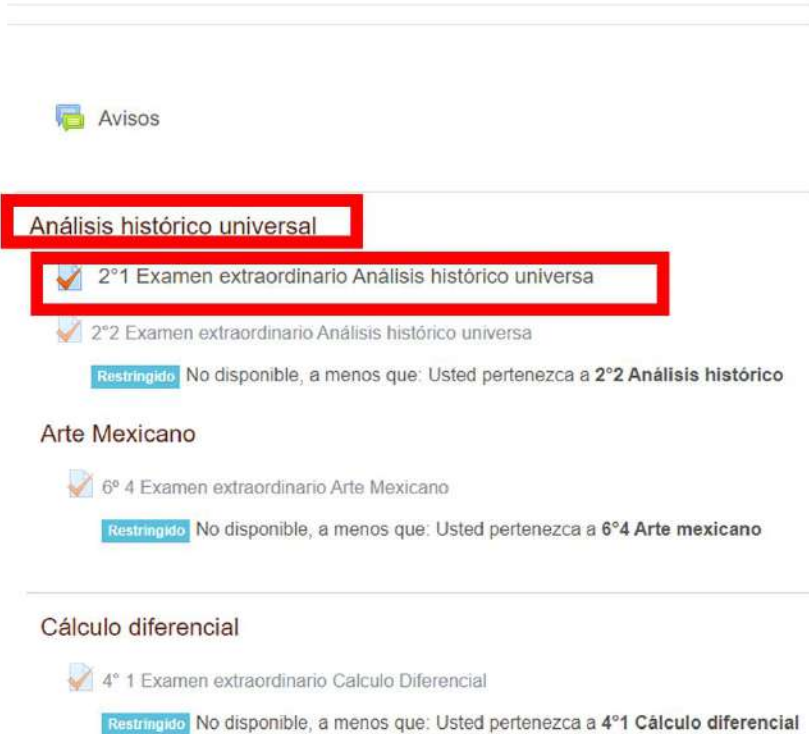 Avisos
Análisis histórico universal
2°1 Examen extraordinario Análisis histórico universa
2°2 Examen extraordinario Análisis histórico universa
Restringido No disponible, a menos que: Usted pertenezca a 2°2 Análisis histórico
Arte Mexicano
6º 4 Examen extraordinario Arte Mexicano
Restringido No disponible, a menos que: Usted pertenezca a 6°4 Arte mexicano
Cálculo diferencial
4° 1 Examen extraordinario Calculo Diferencial
Restringido No disponible, a menos que: Usted pertenezca a 4°1 Cálculo diferencial